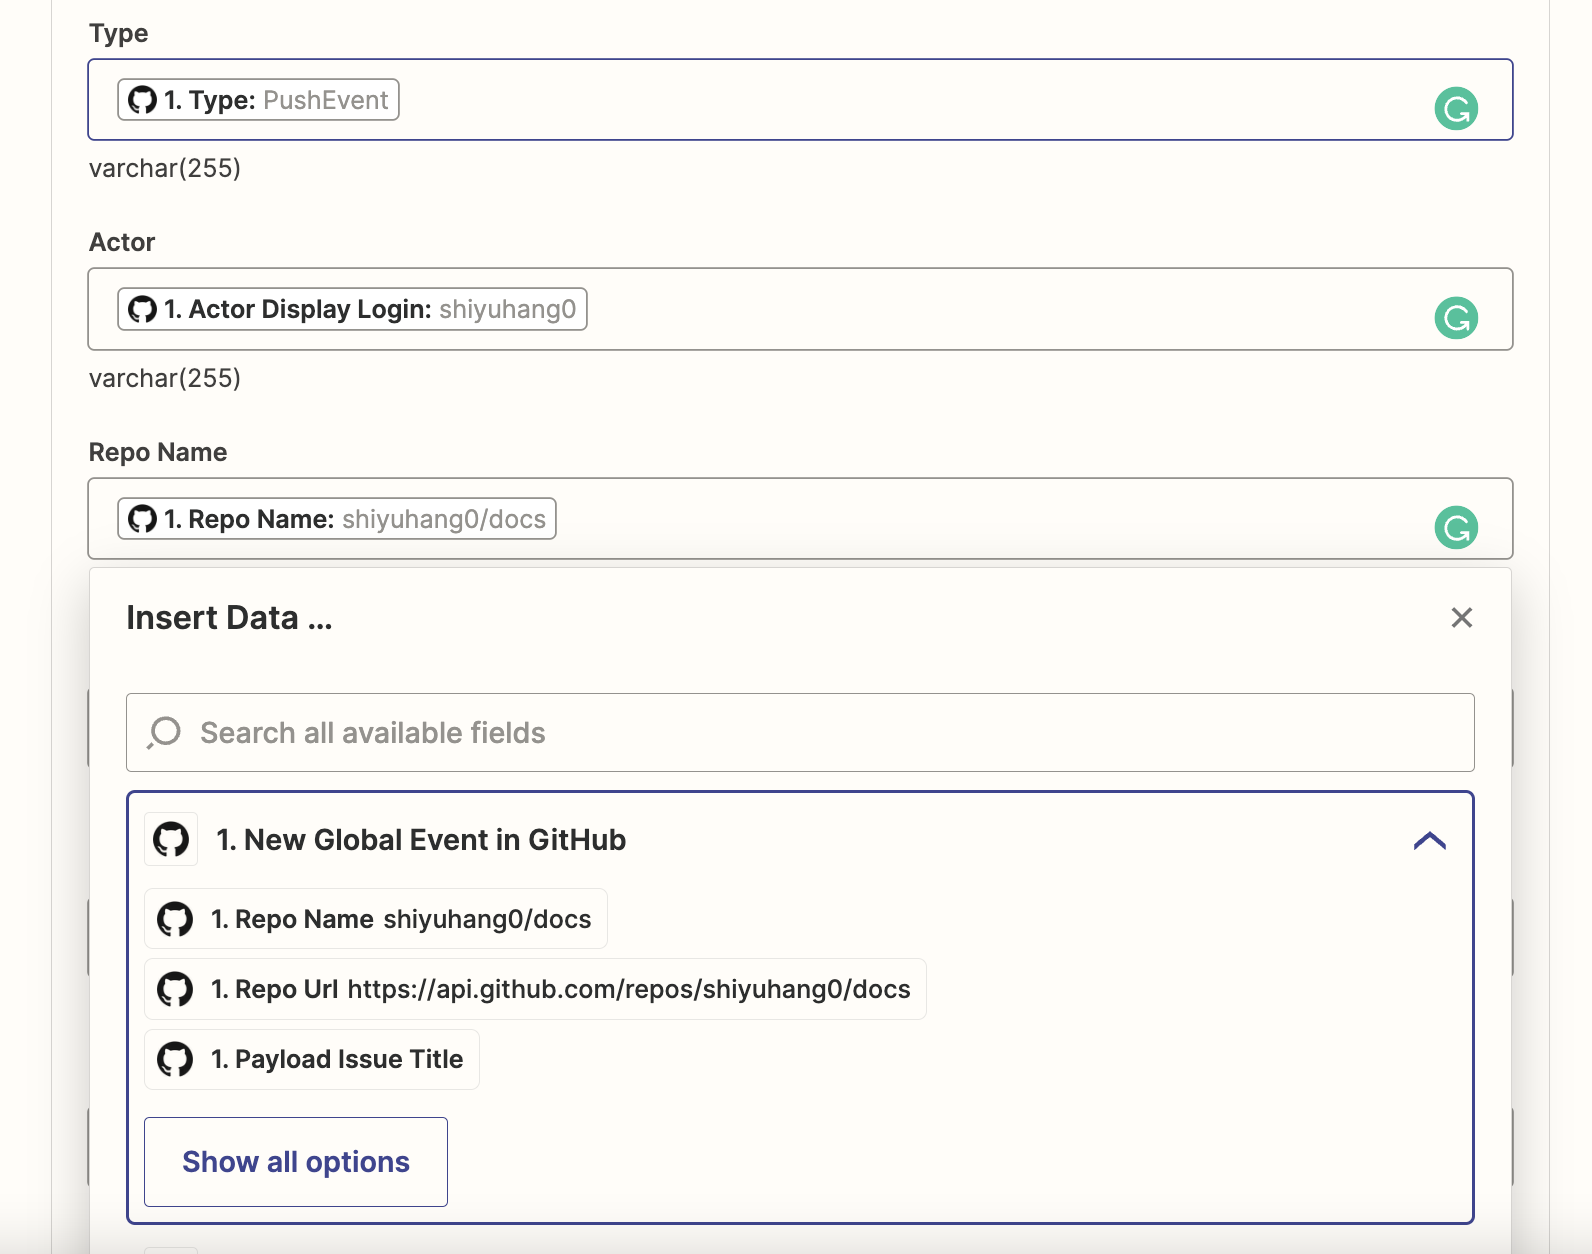 Type
1. Type: PushEvent
varchar(255)
Actor
1. Actor Display Login: shiyuhang0
varchar(255)
Repo Name
1. Repo Name: shiyuhang0/docs
Insert Data ...
Search all available fields
1. New Global Event in GitHub
1. Repo Name shiyuhang0/docs
1. Repo Url https://api.github.com/repos/shiyuhang0/docs
1. Payload Issue Title
Show all options